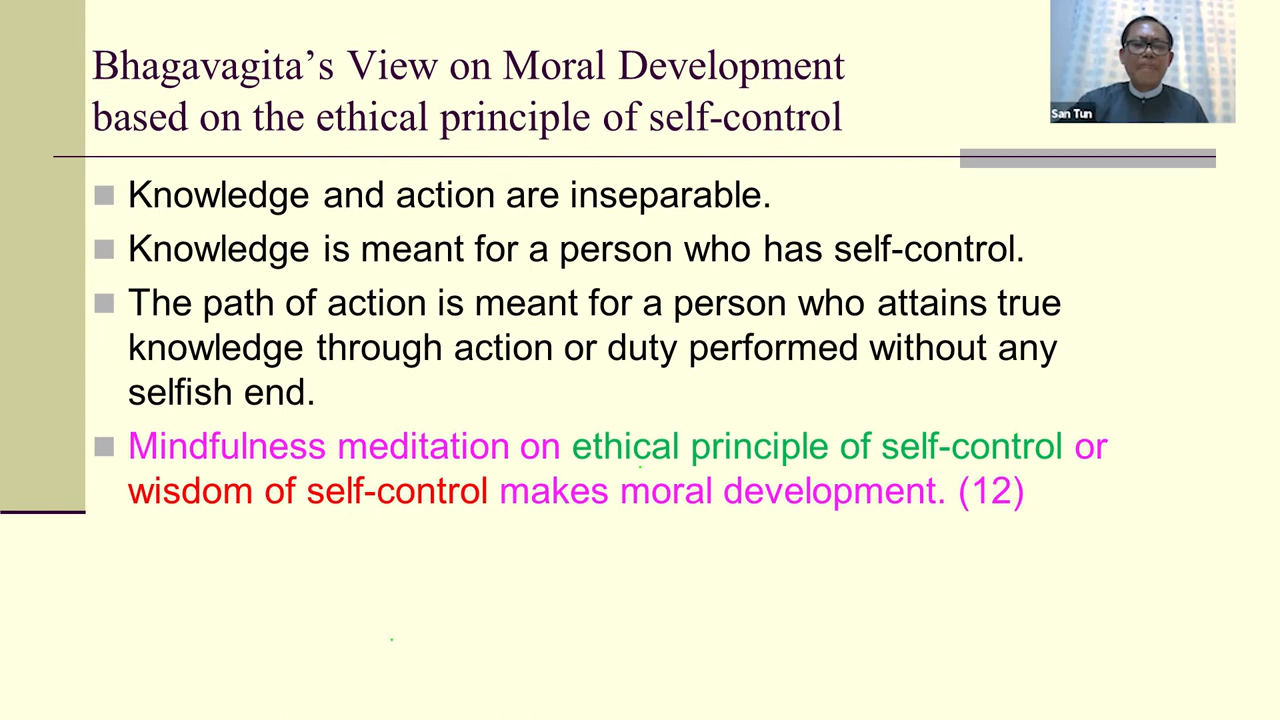 Bhagavagita’s View on Moral Development
based on the ethical principle of self-control
San Tun
Knowledge and action are inseparable.
Knowledge is meant for a person who has self-control.
The path of action is meant for a person who attains true
knowledge through action or duty performed without any
selfish end.
Mindfulness meditation on ethical principle of self-control or
wisdom of self-control makes moral development. (12)